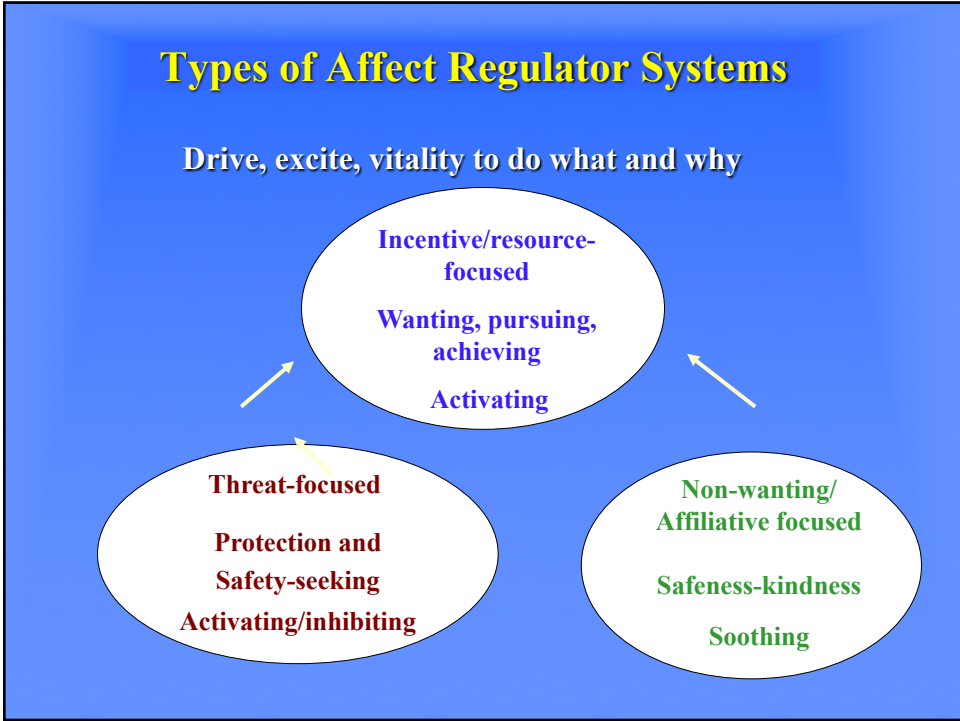 Types of Affect Regulator Systems
Drive, excite, vitality to do what and why
Incentive/resource-
focused
Wanting, pursuing,
achieving
Activating
Threat-focused
Protection and
Safety-seeking
Activating/inhibiting
Non-wanting/
Affiliative focused
Safeness-kindness
Soothing